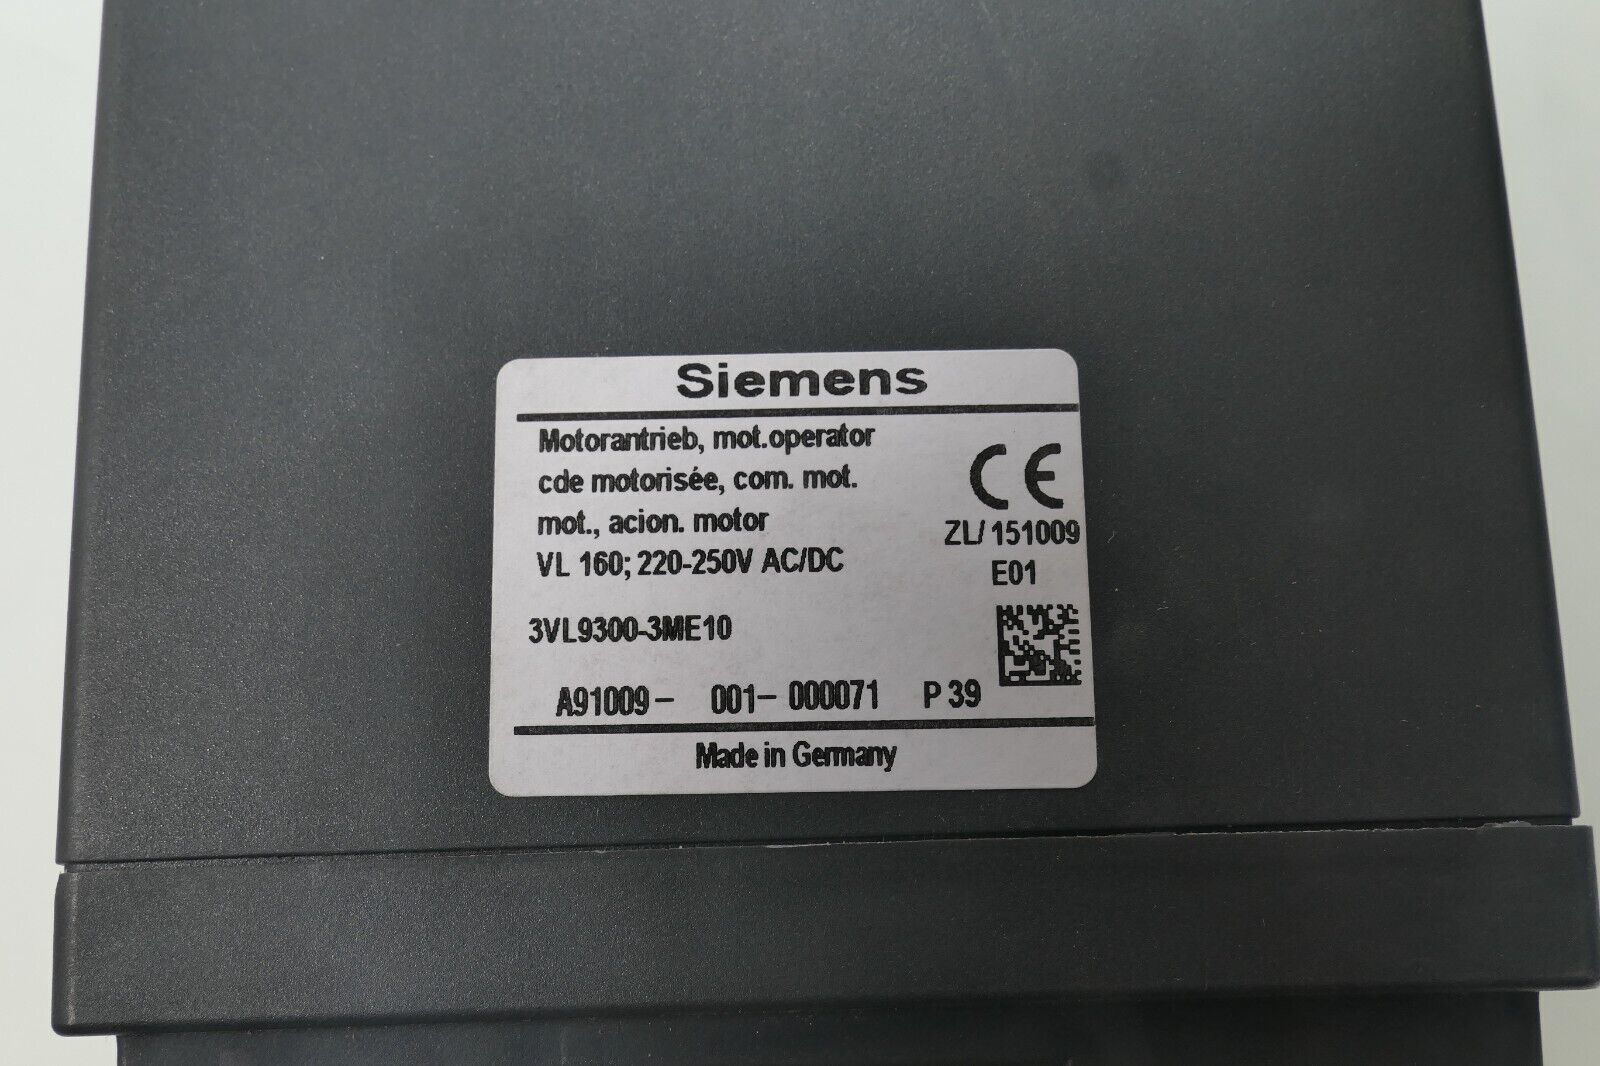 Siemens
Motorantrieb, mot.operator
cde motorisée, com. mot.
mot., acion. motor
VL 160; 220-250V AC/DC
CE
ZL/151009
E01
3VL9300-3ME10
A91009- 001-000071 P 39
Made in Germany